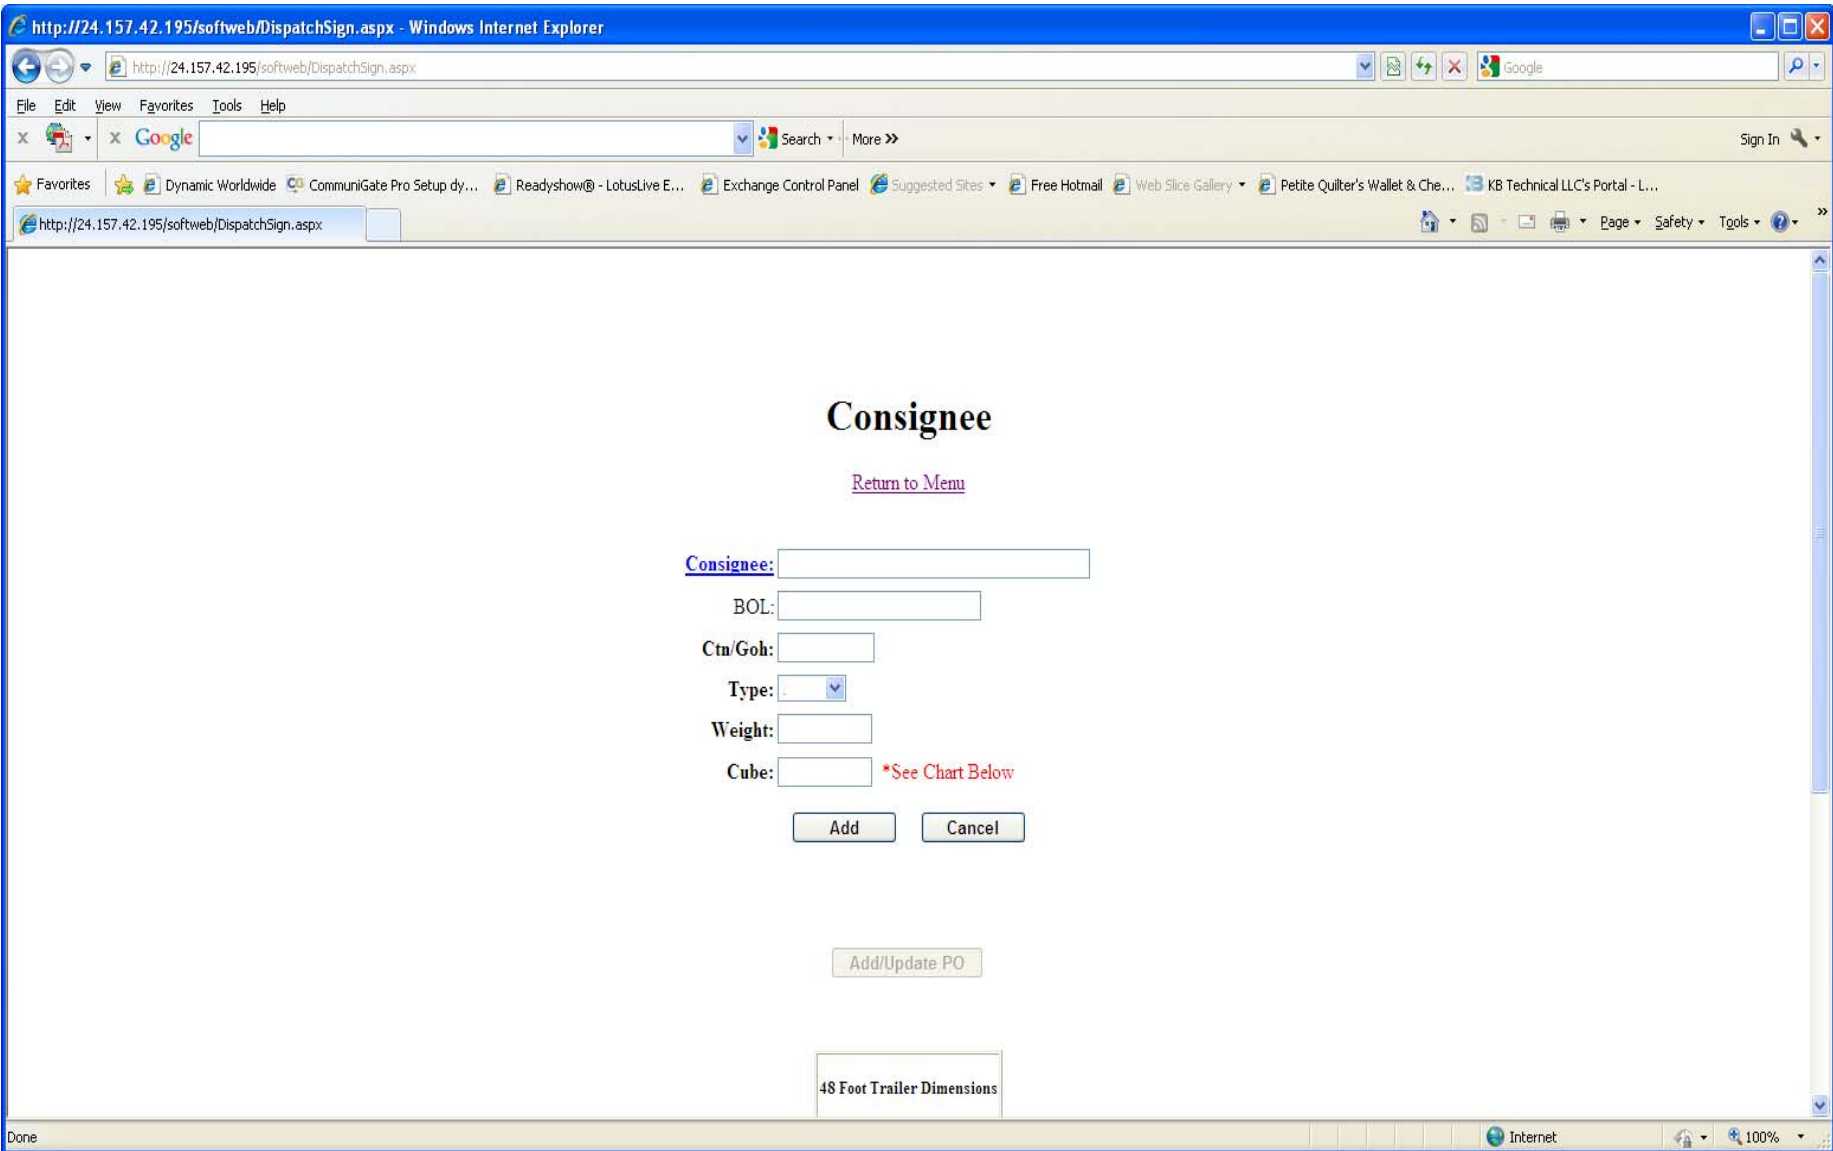 http://24.157.42.195/softweb/DispatchSign.aspx - Windows Internet Explorer
http://24.157.42.195/softweb/DispatchSign.aspx Google
File Edit View Favorites Tools Help
x x Google Search More »
Sign In
Favorites Dynamic Worldwide CommuniGate Pro Setup dy... Readyshow® - LotusLive E... Exchange Control Panel Suggested Sites Free Hotmail Web Slice Gallery Petite Quilter's Wallet & Che... KB Technical LLC's Portal - L...
http://24.157.42.195/softweb/DispatchSign.aspx Page Safety Tools »
Consignee
Return to Menu
Consignee:
BOL:
Ctn/Goh:
Type: .
Weight:
Cube: *See Chart Below
Add Cancel
Add/Update PO
48 Foot Trailer Dimensions
Done Internet 100%